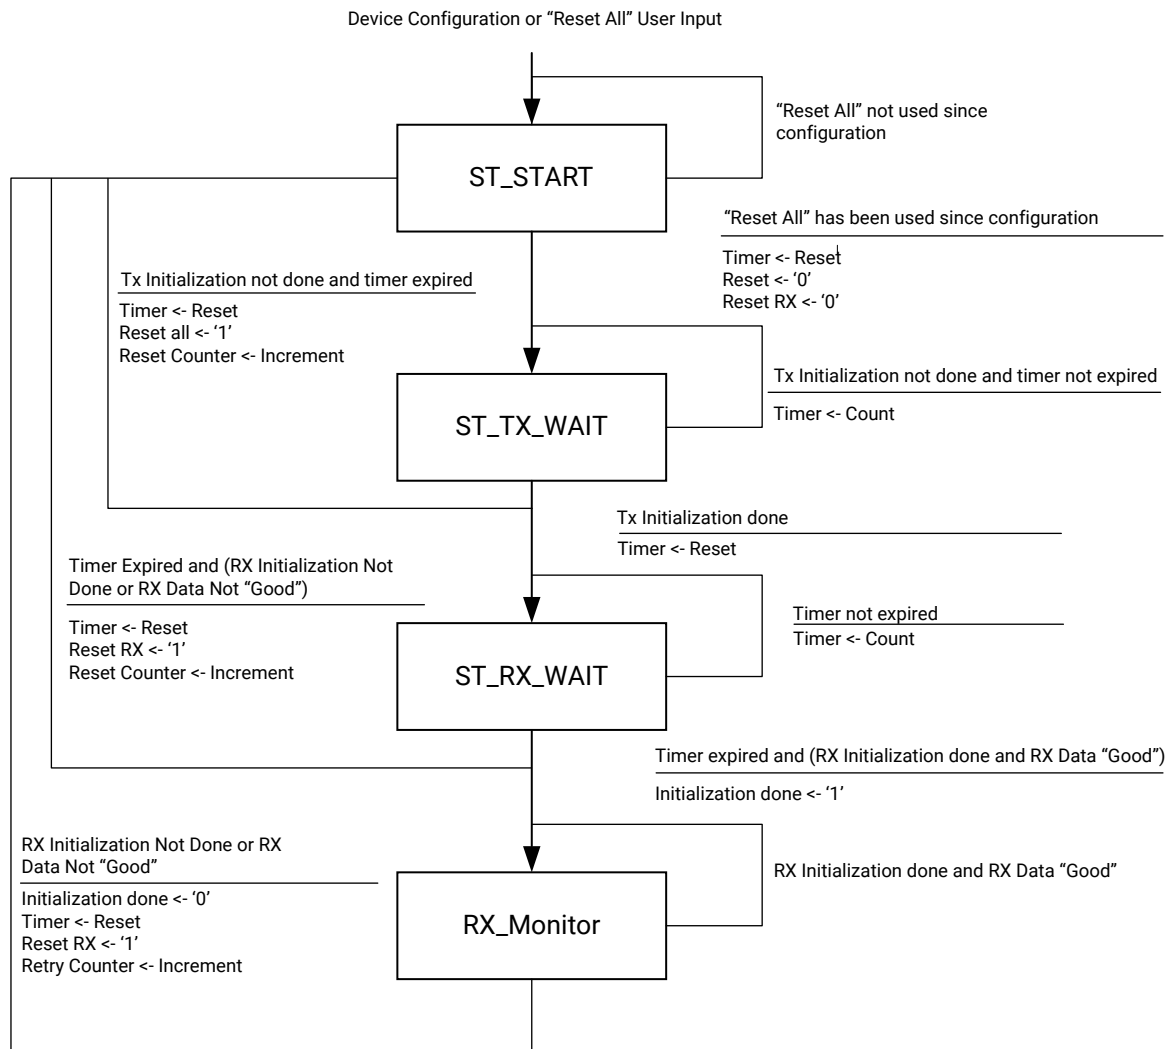 Device Configuration or “Reset All” User Input
“Reset All” not used since
configuration
ST_START
“Reset All” has been used since configuration
Timer <- Reset
Reset <- ‘0’
Reset RX <- ‘0’
Tx Initialization not done and timer expired
Timer <- Reset
Reset all <- ‘1’
Reset Counter <- Increment
Tx Initialization not done and timer not expired
Timer <- Count
ST_TX_WAIT
Tx Initialization done
Timer <- Reset
Timer Expired and (RX Initialization Not
Done or RX Data Not “Good”)
Timer <- Reset
Reset RX <- ‘1’
Reset Counter <- Increment
Timer not expired
Timer <- Count
ST_RX_WAIT
Timer expired and (RX Initialization done and RX Data “Good”)
Initialization done <- ‘1’
RX Initialization Not Done or RX
Data Not “Good”
Initialization done <- ‘0’
Timer <- Reset
Reset RX <- ‘1’
Retry Counter <- Increment
RX Initialization done and RX Data “Good”
RX_Monitor